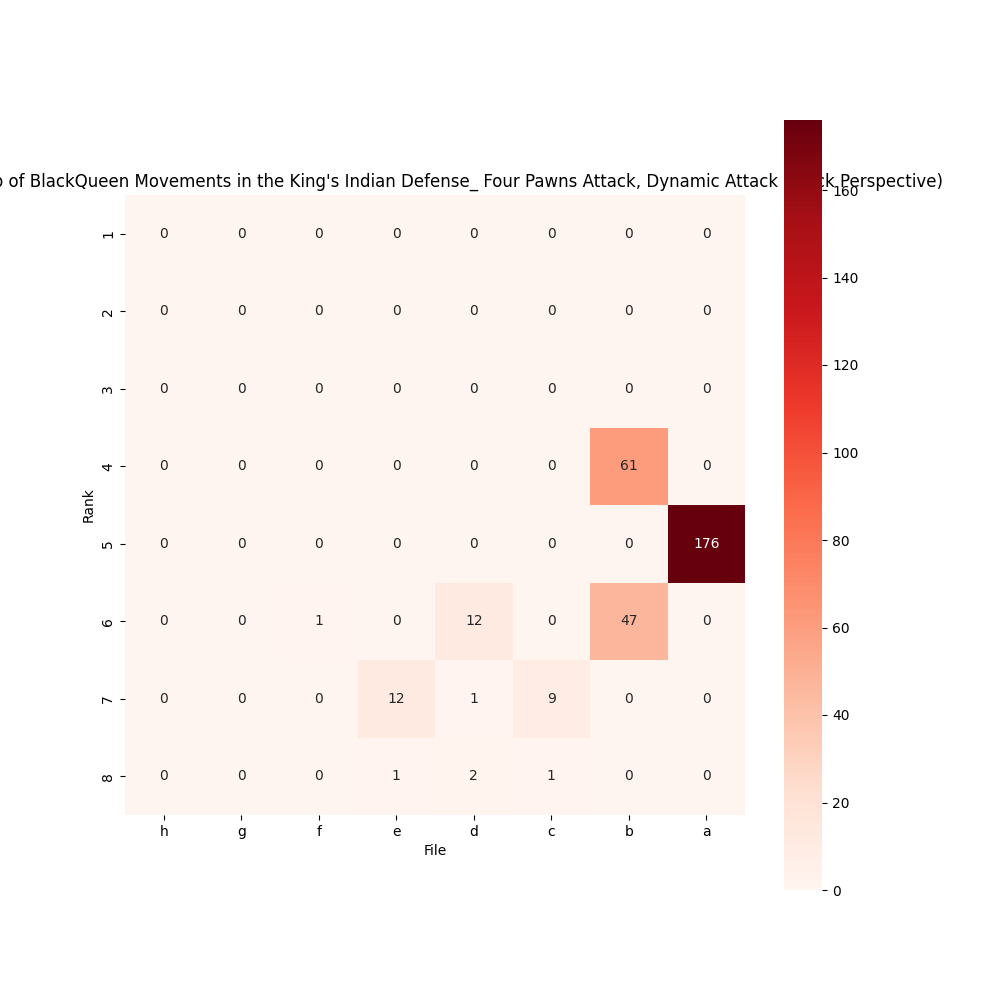 of BlackQueen Movements in the King's Indian Defense_ Four Pawns Attack, Dynamic Attack Perspective)
1 0 0 0 0 0 0 0 0
2 0 0 0 0 0 0 0 0
3 0 0 0 0 0 0 0 0
4 0 0 0 0 0 0 61 0
5 0 0 0 0 0 0 0 176
6 0 0 1 0 12 0 47 0
7 0 0 0 12 1 9 0 0
8 0 0 0 1 2 1 0 0
h g f e d c b a
File
Rank
160
140
120
100
80
60
40
20
0